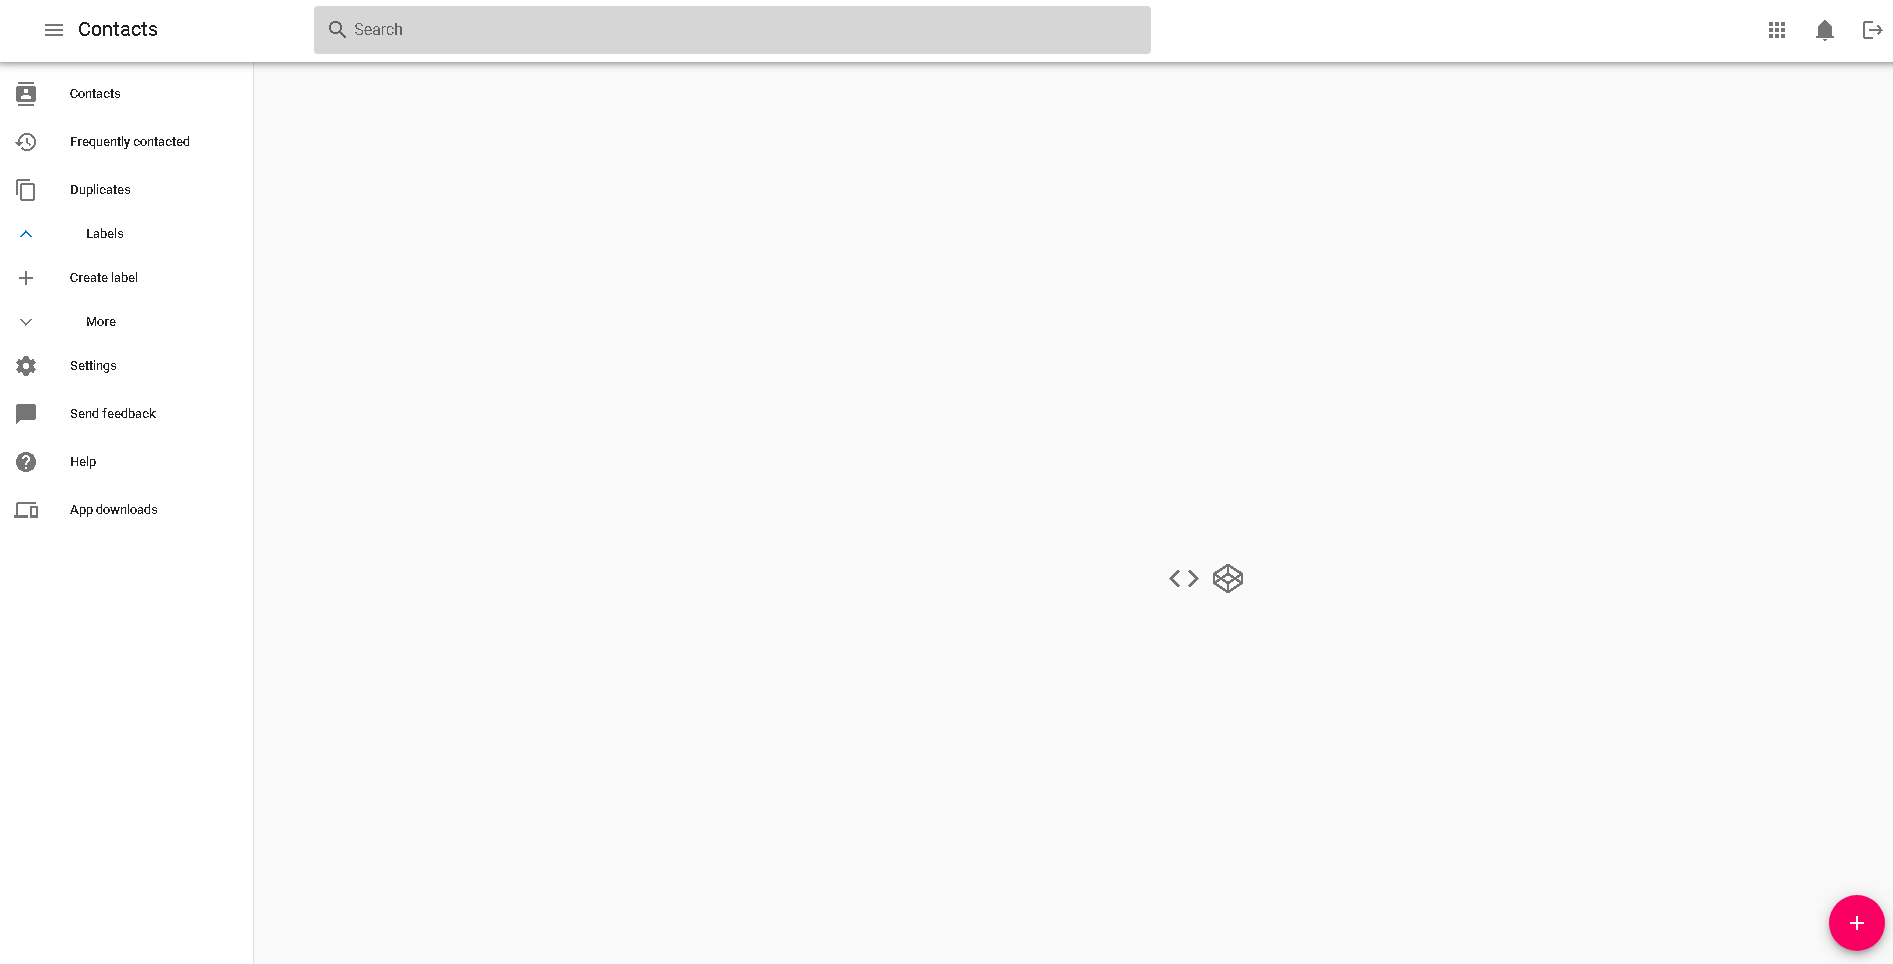 Contacts
Search
Contacts
Frequently contacted
Duplicates
Labels
Create label
More
Settings
Send feedback
Help
App downloads